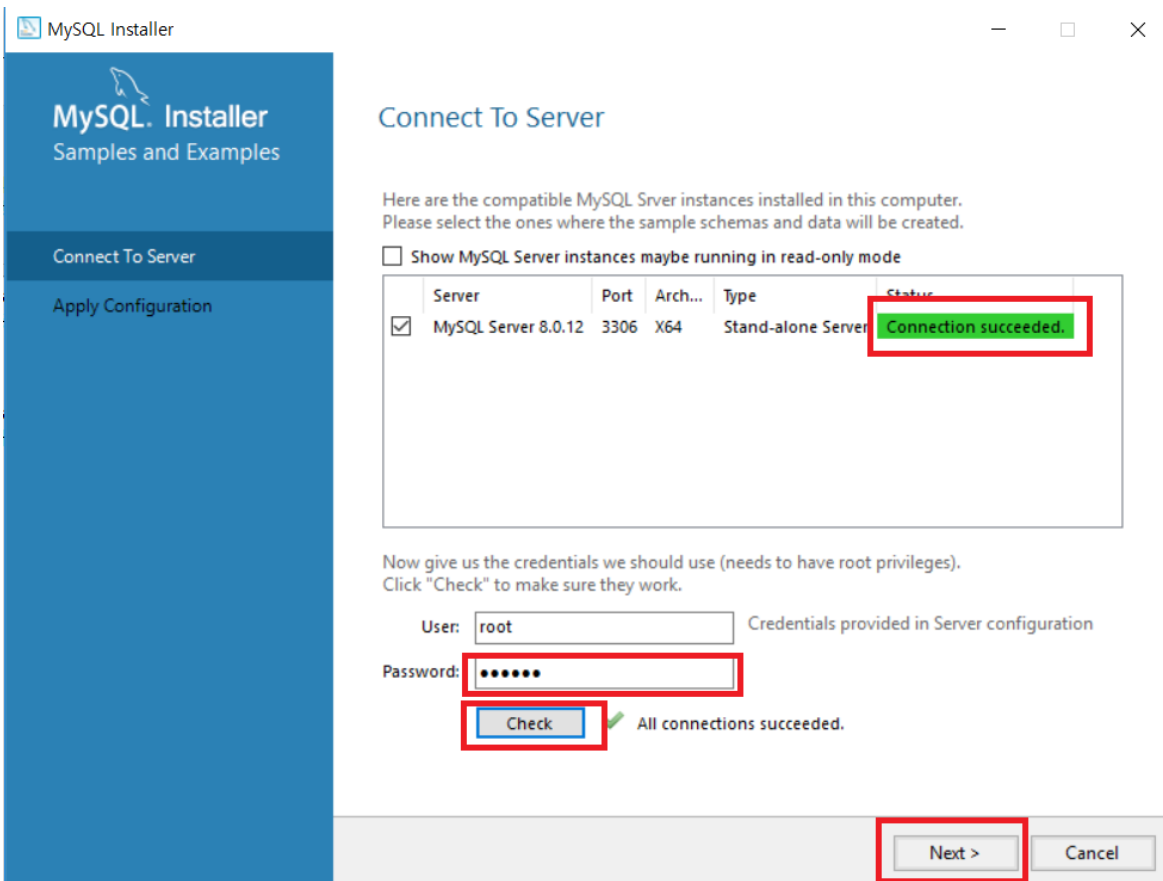 MySQL Installer
MySQL. Installer
Samples and Examples
Connect To Server
Apply Configuration
Connect To Server
Here are the compatible MySQL Srver instances installed in this computer.
Please select the ones where the sample schemas and data will be created.
Show MySQL Server instances maybe running in read-only mode
Server Port Arch... Type Status
MySQL Server 8.0.12 3306 X64 Stand-alone Server Connection succeeded.
Now give us the credentials we should use (needs to have root privileges).
Click "Check" to make sure they work.
User: root Credentials provided in Server configuration
Password: ••••••
Check All connections succeeded.
Next > Cancel